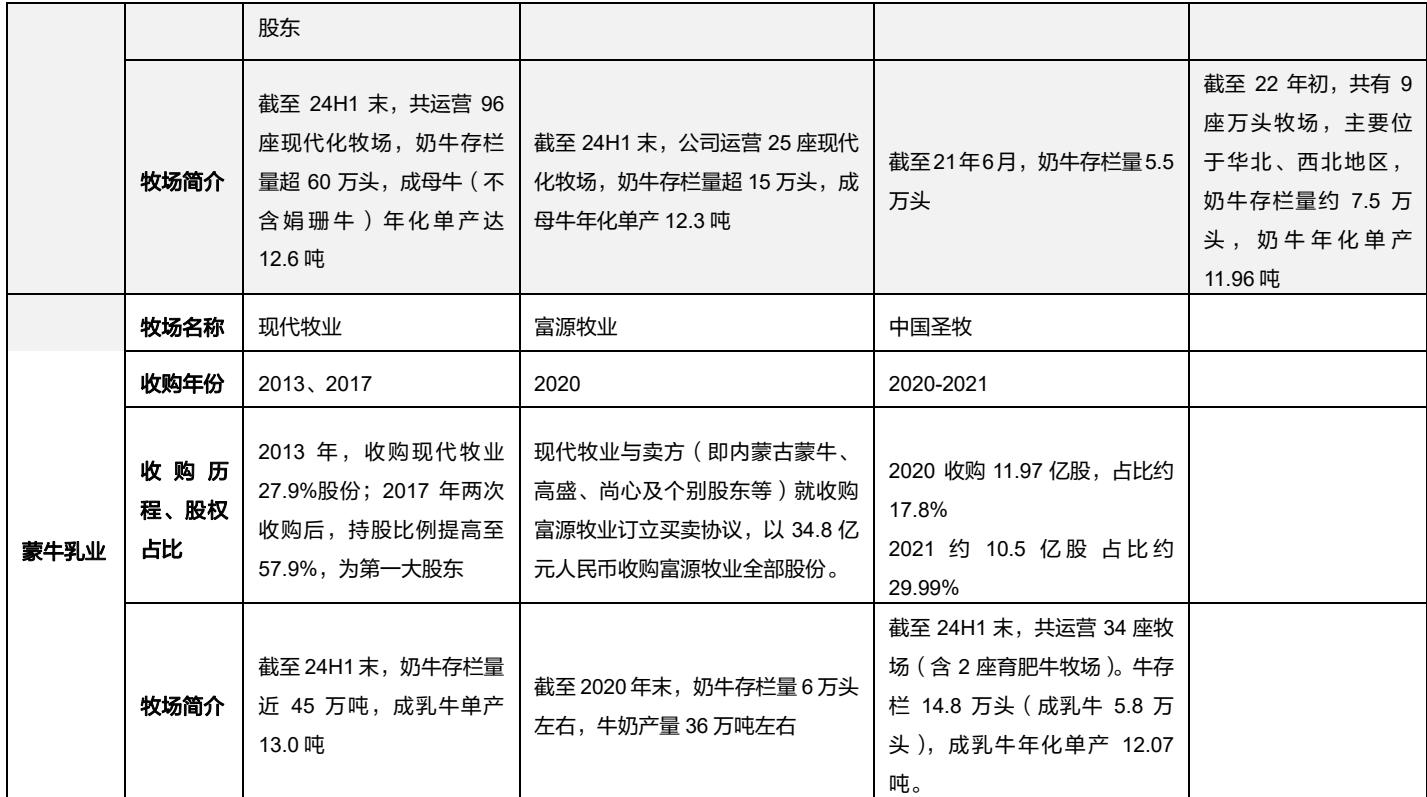 股东
牧场简介
截至 24H1 末，共运营 96
座现代化牧场，奶牛存栏
量超 60 万头，成母牛（不
含娟珊牛）年化单产达
12.6 吨
截至 24H1 末，公司运营 25 座现代
化牧场，奶牛存栏量超 15 万头，成
母牛年化单产 12.3 吨
截至21年6月，奶牛存栏量5.5
万头
截至 22 年初，共有 9
座万头牧场，主要位
于华北、西北地区，
奶牛存栏量约 7.5 万
头，奶牛年化单产
11.96 吨
蒙牛乳业
牧场名称
现代牧业
富源牧业
中国圣牧
收购年份
2013、2017
2020
2020-2021
收购历
程、股权
占比
2013 年，收购现代牧业
27.9%股份；2017 年两次
收购后，持股比例提高至
57.9%，为第一大股东
现代牧业与卖方（即内蒙古蒙牛、
高盛、尚心及个别股东等）就收购
富源牧业订立买卖协议，以 34.8 亿
元人民币收购富源牧业全部股份。
2020 收购 11.97 亿股，占比约
17.8%
2021 约 10.5 亿股 占比约
29.99%
牧场简介
截至 24H1 末，奶牛存栏量
近 45 万吨，成乳牛单产
13.0 吨
截至 2020 年末，奶牛存栏量 6 万头
左右，牛奶产量 36 万吨左右
截至 24H1 末，共运营 34 座牧
场（含 2 座育肥牛牧场）。牛存
栏 14.8 万头（成乳牛 5.8 万
头），成乳牛年化单产 12.07
吨。